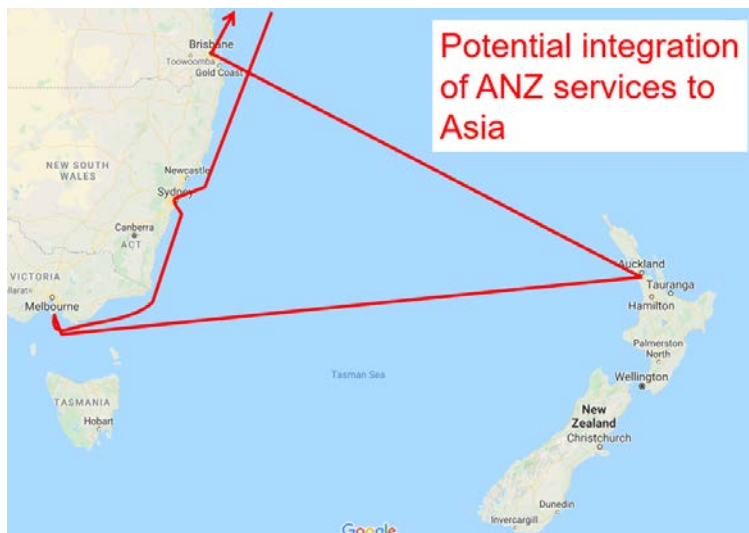 Potential integration
of ANZ services to
Asia
Brisbane
Toowoomba
Gold Coast
NEW SOUTH
WALES
Newcastle
Sydney
Canberra
ACT
VICTORIA
Melbourne
TASMANIA
Hobart
Tasman Sea
Auckland
Tauranga
Hamilton
Palmerston
North
Wellington
New
Zealand
Christchurch
Dunedin
Invercargill
Google